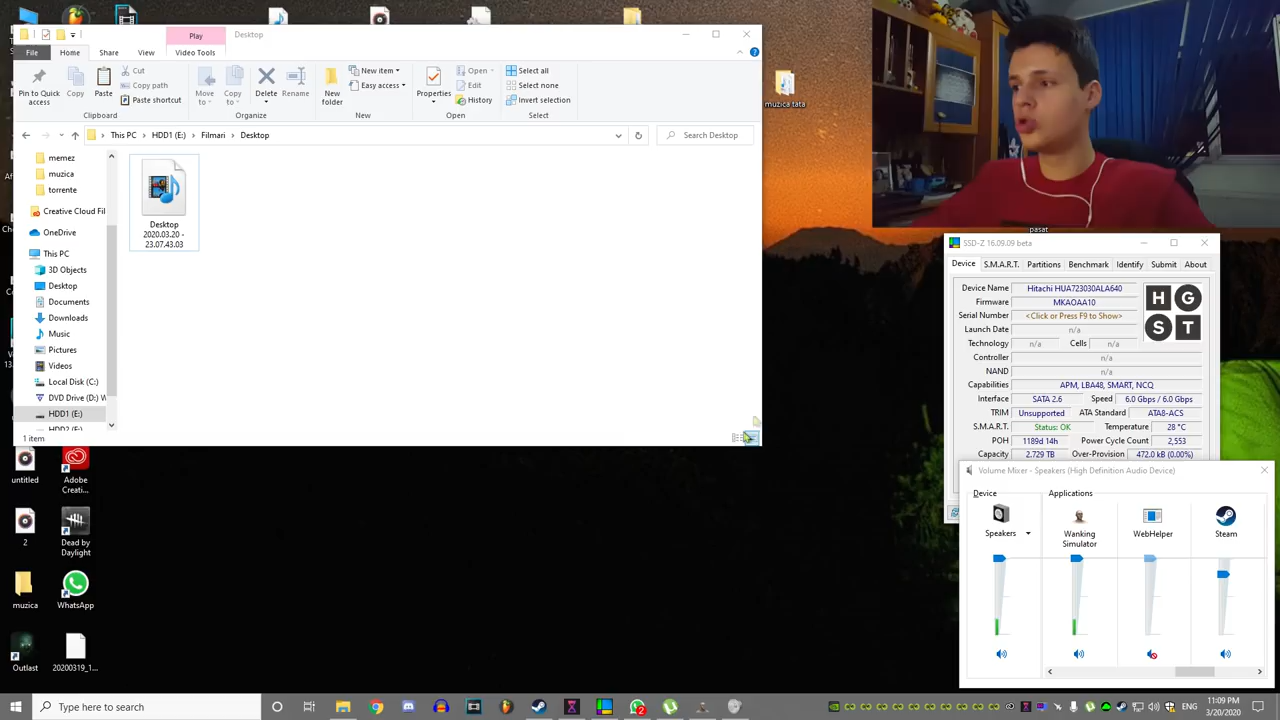 Play
Desktop
File
Home
Share
View
Video Tools
Pin to Quick
access
Copy
Paste
Cut
Copy path
Paste shortcut
Clipboard
Move
to
Copy
to
Delete
Rename
Organize
New
folder
New item
Easy access
New
Properties
Open
Edit
History
Open
Select all
Select none
Invert selection
Select
This PC > HDD1 (E:) > Filmari > Desktop
Search Desktop
memez
muzica
torrente
Creative Cloud Fil
OneDrive
This PC
3D Objects
Desktop
Documents
Downloads
Music
Pictures
Videos
Local Disk (C:)
DVD Drive (D:) W
HDD1 (E:)
HDD2 (E:)
Desktop
2020.03.20 -
23.07.43.03
1 item
muzica tata
pasat
SSD-Z 16.09.09 beta
Device
S.M.A.R.T.
Partitions
Benchmark
Identify
Submit
About
Device Name Hitachi HUA723030ALA640
Firmware MKAOAA10
Serial Number <Click or Press F9 to Show>
Launch Date n/a
Technology n/a Cells n/a
Controller n/a
NAND n/a
Capabilities APM, LBA48, SMART, NCQ
Interface SATA 2.6 Speed 6.0 Gbps / 6.0 Gbps
TRIM Unsupported ATA Standard ATA8-ACS
S.M.A.R.T. Status: OK Temperature 28 °C
POH 1189d 14h Power Cycle Count 2,553
Capacity 2.729 TB Over-Provision 472.0 kB (0.00%)
H G
S T
Volume Mixer - Speakers (High Definition Audio Device)
Device
Applications
Speakers
Wanking
Simulator
WebHelper
Steam
untitled
Adobe
Creati...
2
Dead by
Daylight
muzica
WhatsApp
Outlast
20200319_1...
Type here to search
2
11:09 PM
3/20/2020